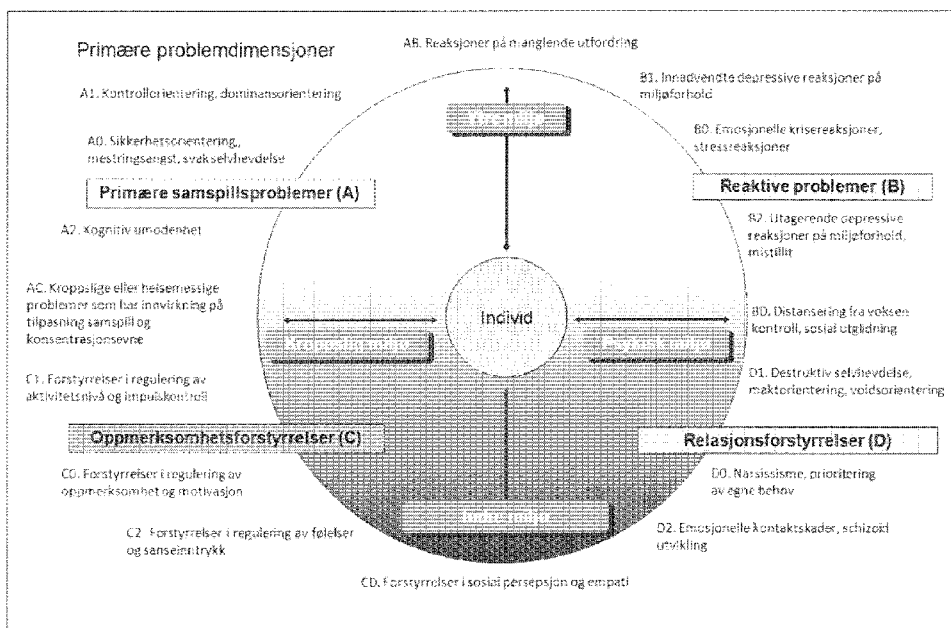 Primære problemdimensjoner
AB. Reaksjoner på manglende utfordring
A1. Kontrollorientering, dominansorientering
B1. Innadvendte depressive reaksjoner på
miljøforhold
A0. Sikkerhetsorientering,
mestringsangst, svak selvhevdelse
B0. Emosjonelle krisereaksjoner,
stressreaksjoner
Primære samspillsproblemer (A)
Reaktive problemer (B)
A2. Kognitiv umodenhet
B2. Utagerende depressive
reaksjoner på miljøforhold,
mistillit
AC. Kroppslige eller helsemessige
problemer som har innvirkning på
tilpasning samspill og
konsentrasjonsevne
Individ
BD. Distansering fra voksen
kontroll, sosial utglidning
C1. Forstyrrelser i regulering av
aktivitetsnivå og impulskontroll
D1. Destruktiv selvhevdelse,
maktorientering, voldsorientering
Oppmerksomhetsforstyrrelser (C)
Relasjonsforstyrrelser (D)
C0. Forstyrrelser i regulering av
oppmerksomhet og motivasjon
D0. Narsissisme, prioritering
av egne behov
C2. Forstyrrelser i regulering av følelser
og sanseinntrykk
D2. Emosjonelle kontaktskader, schizoid
utvikling
CD. Forstyrrelser i sosial persepsjon og empati